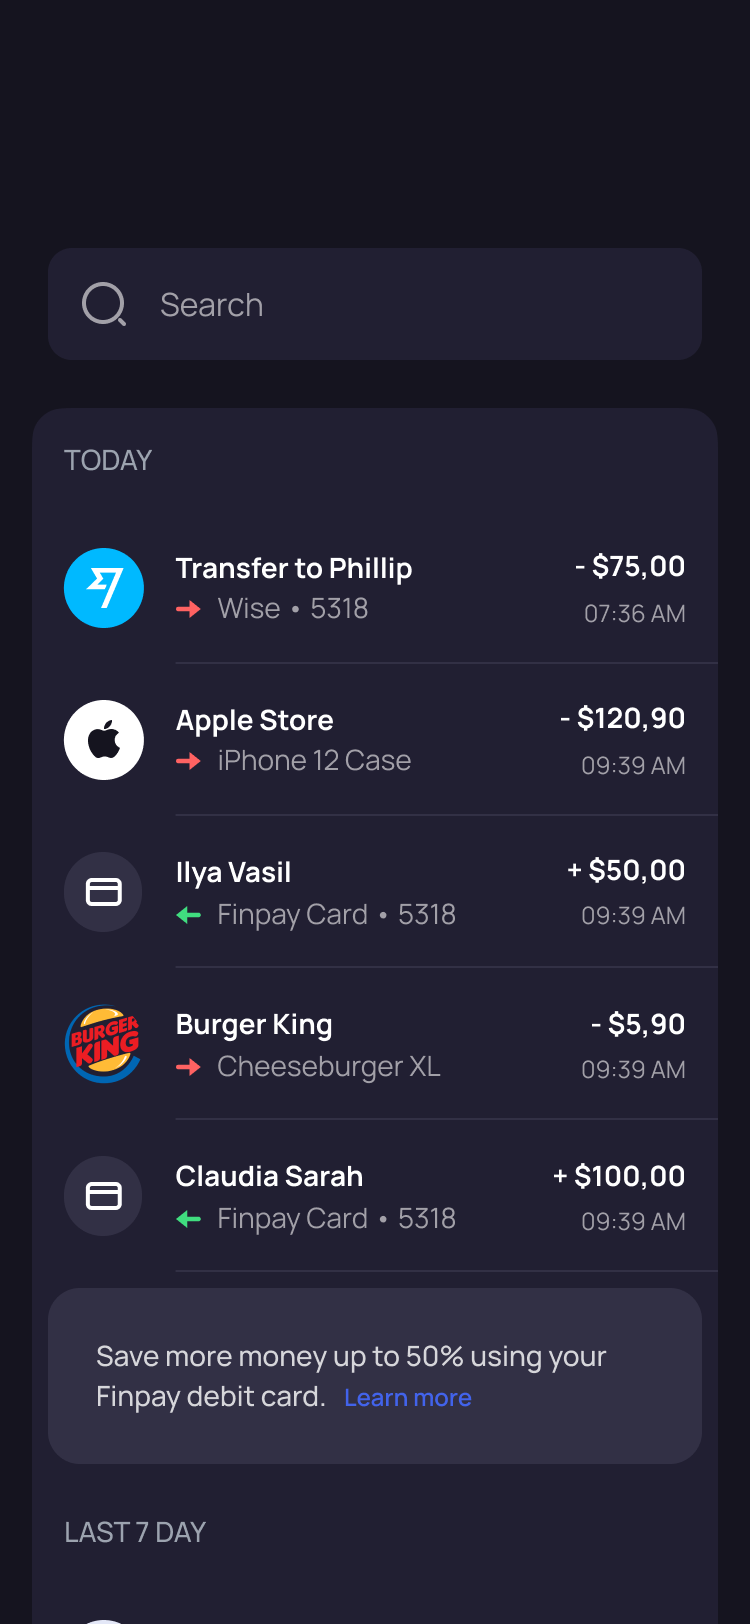 Search
TODAY
Transfer to Phillip
- $75,00
Wise • 5318
07:36 AM
Apple Store
- $120,90
iPhone 12 Case
09:39 AM
Ilya Vasil
+ $50,00
Finpay Card • 5318
09:39 AM
BURGER
KING
Burger King
- $5,90
Cheeseburger XL
09:39 AM
Claudia Sarah
+ $100,00
Finpay Card • 5318
09:39 AM
Save more money up to 50% using your
Finpay debit card. Learn more
LAST 7 DAY